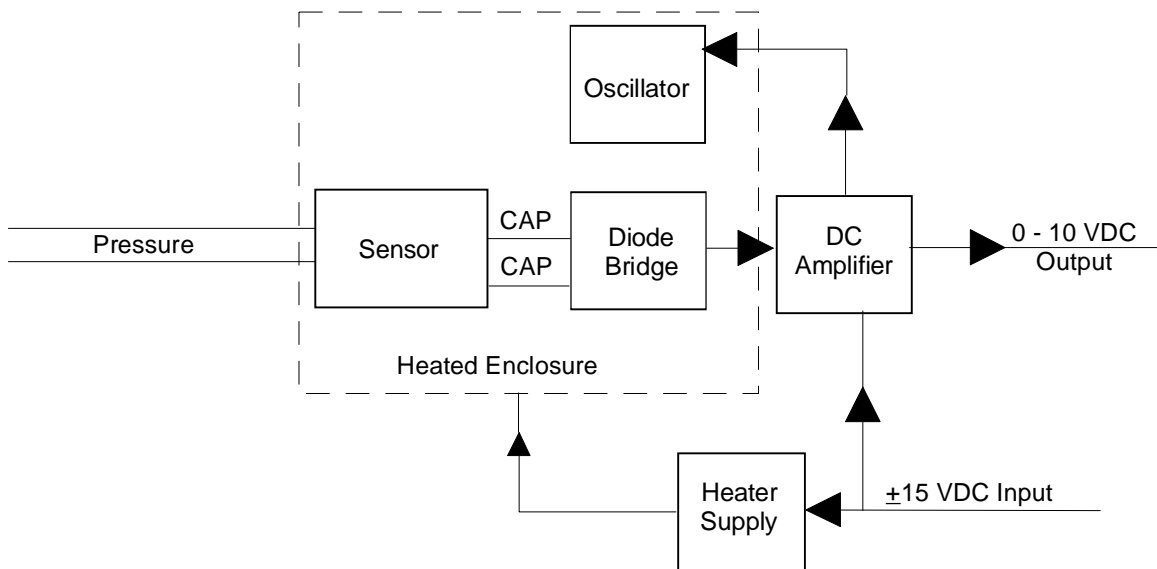 Oscillator
Pressure
Sensor
CAP
CAP
Diode
Bridge
DC
Amplifier
0 - 10 VDC
Output
Heated Enclosure
Heater
Supply
±15 VDC Input